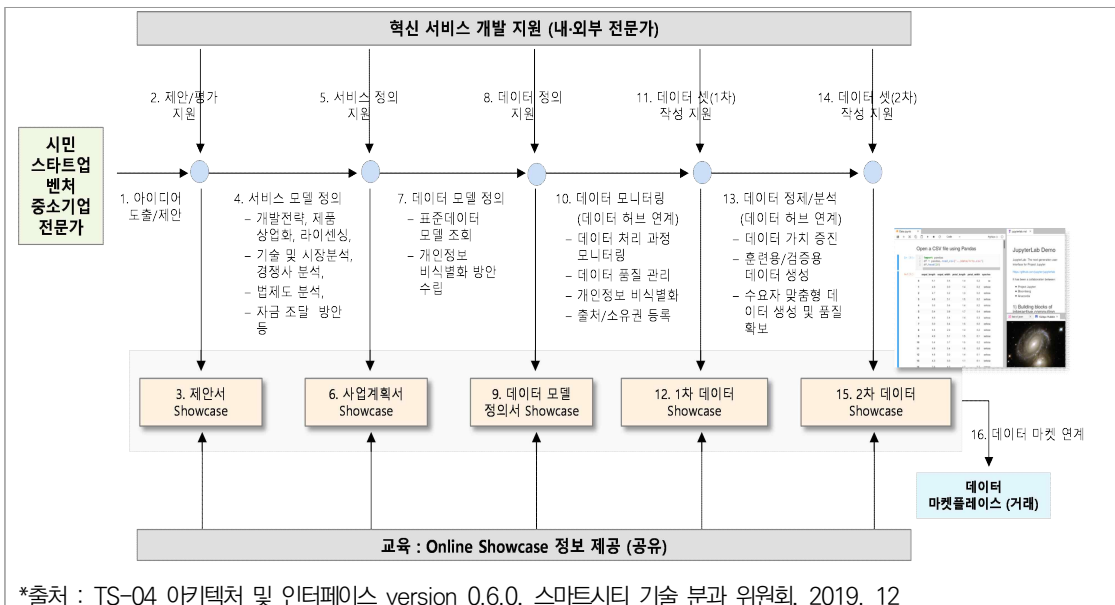 혁신 서비스 개발 지원 (내·외부 전문가)
2. 제안/평가
지원
5. 서비스 정의
지원
8. 데이터 정의
지원
11. 데이터 셋(1차)
작성 지원
14. 데이터 셋(2차)
작성 지원
시민
스타트업
벤처
중소기업
전문가
1. 아이디어
도출/제안
4. 서비스 모델 정의
– 개발전략, 제품
상업화, 라이센싱,
– 기술 및 시장분석,
경쟁사 분석,
– 법제도 분석,
– 자금 조달 방안
등
7. 데이터 모델 정의
– 표준데이터
모델 조회
– 개인정보
비식별화 방안
수립
10. 데이터 모니터링
(데이터 허브 연계)
– 데이터 처리 과정
모니터링
– 데이터 품질 관리
– 개인정보 비식별화
– 출처/소유권 등록
13. 데이터 정제/분석
(데이터 허브 연계)
– 데이터 가치 증진
– 훈련용/검증용
데이터 생성
– 수요자 맞춤형 데
이터 생성 및 품질
확보
Open a CSV file using Pandas
JupyterLab Demo
3. 제안서
Showcase
6. 사업계획서
Showcase
9. 데이터 모델
정의서 Showcase
12. 1차 데이터
Showcase
15. 2차 데이터
Showcase
16. 데이터 마켓 연계
데이터
마켓플레이스 (거래)
교육 : Online Showcase 정보 제공 (공유)
*출처 : TS-04 아키텍처 및 인터페이스 version 0.6.0, 스마트시티 기술 분과 위원회, 2019. 12